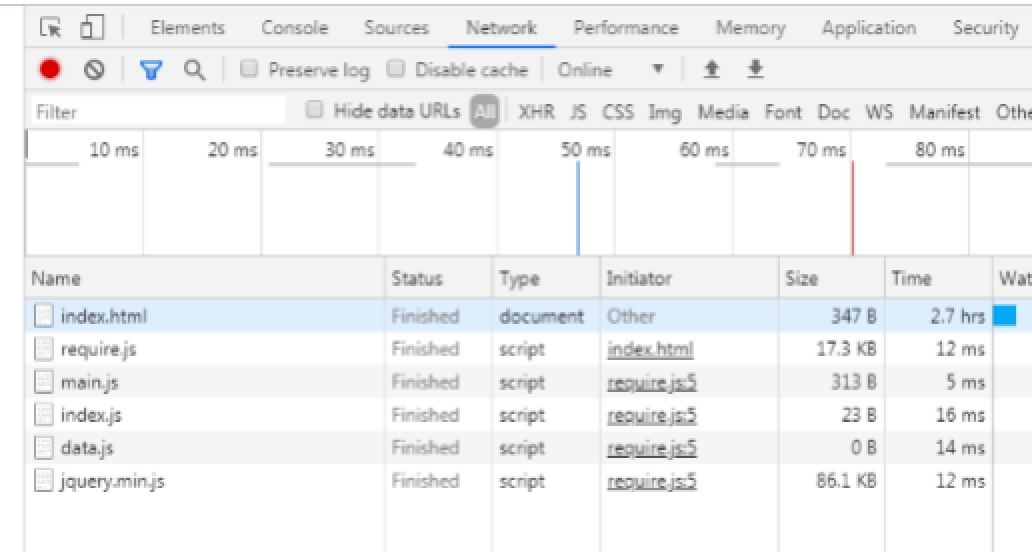 Elements Console Sources Network Performance Memory Application Security
Preserve log Disable cache Online
Filter Hide data URLs All XHR JS CSS Img Media Font Doc WS Manifest Othe
10 ms 20 ms 30 ms 40 ms 50 ms 60 ms 70 ms 80 ms
Name Status Type Initiator Size Time Wat
index.html Finished document Other 347 B 2.7 hrs
require.js Finished script index.html 17.3 KB 12 ms
main.js Finished script require.js:5 313 B 5 ms
index.js Finished script require.js:5 23 B 16 ms
data.js Finished script require.js:5 0 B 14 ms
jquery.min.js Finished script require.js:5 86.1 KB 12 ms